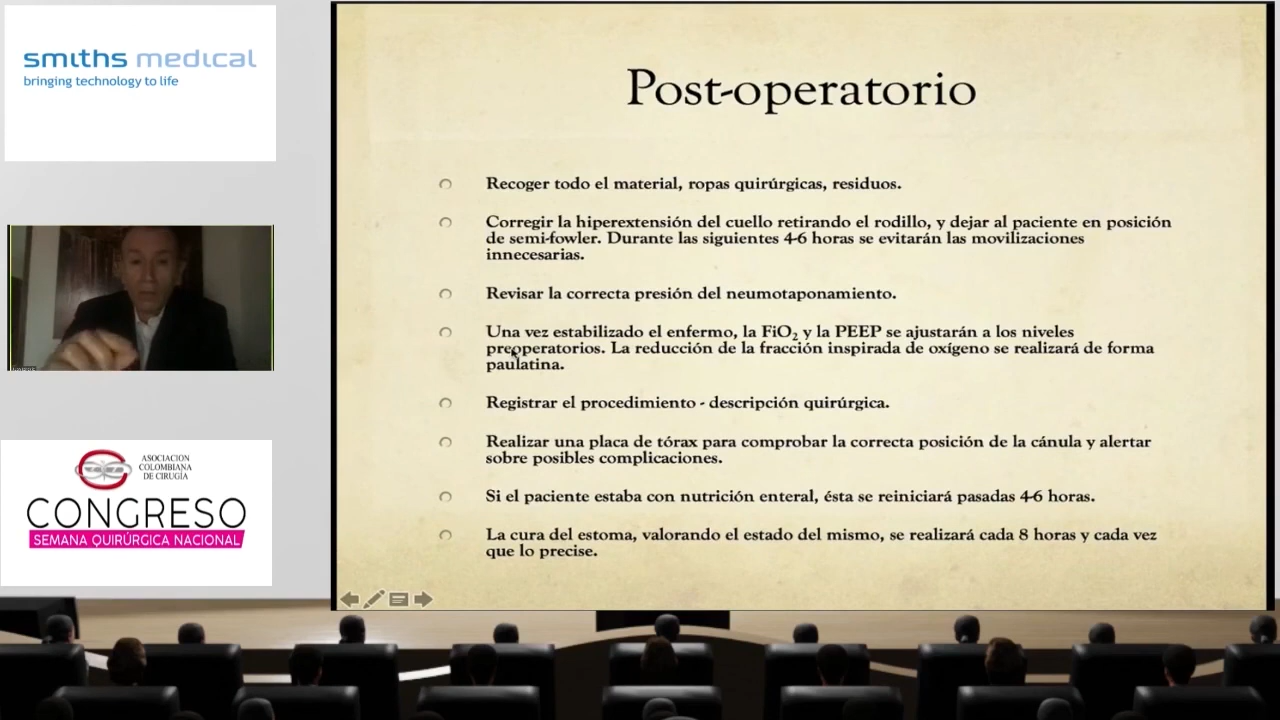 smiths medical
bringing technology to life
ASOCIACION
COLOMBIANA
DE CIRUGÍA
CONGRESO
SEMANA QUIRÚRGICA NACIONAL
Post-operatorio
Recoger todo el material, ropas quirúrgicas, residuos.
Corregir la hiperextensión del cuello retirando el rodillo, y dejar al paciente en posición
de semi-fowler. Durante las siguientes 4-6 horas se evitarán las movilizaciones
innecesarias.
Revisar la correcta presión del neumotaponamiento.
Una vez estabilizado el enfermo, la FiO₂ y la PEEP se ajustarán a los niveles
preoperatorios. La reducción de la fracción inspirada de oxígeno se realizará de forma
paulatina.
Registrar el procedimiento - descripción quirúrgica.
Realizar una placa de tórax para comprobar la correcta posición de la cánula y alertar
sobre posibles complicaciones.
Si el paciente estaba con nutrición enteral, ésta se reiniciará pasadas 4-6 horas.
La cura del estoma, valorando el estado del mismo, se realizará cada 8 horas y cada vez
que lo precise.